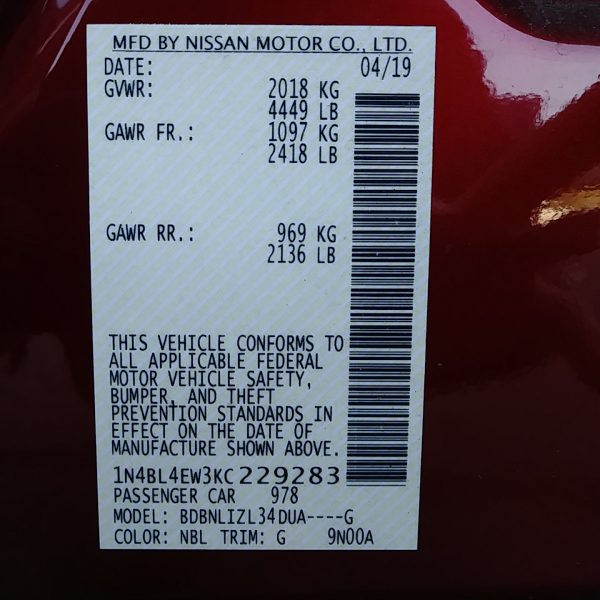 MFD BY NISSAN MOTOR CO., LTD.
DATE: 04/19
GVWR: 2018 KG
4449 LB
GAWR FR.: 1097 KG
2418 LB
GAWR RR.: 969 KG
2136 LB
THIS VEHICLE CONFORMS TO
ALL APPLICABLE FEDERAL
MOTOR VEHICLE SAFETY,
BUMPER, AND THEFT
PREVENTION STANDARDS IN
EFFECT ON THE DATE OF
MANUFACTURE SHOWN ABOVE.
1N4BL4EW3KC229283
PASSENGER CAR 978
MODEL: BDBNLIZL34DUA----G
COLOR: NBL TRIM: G 9N00A